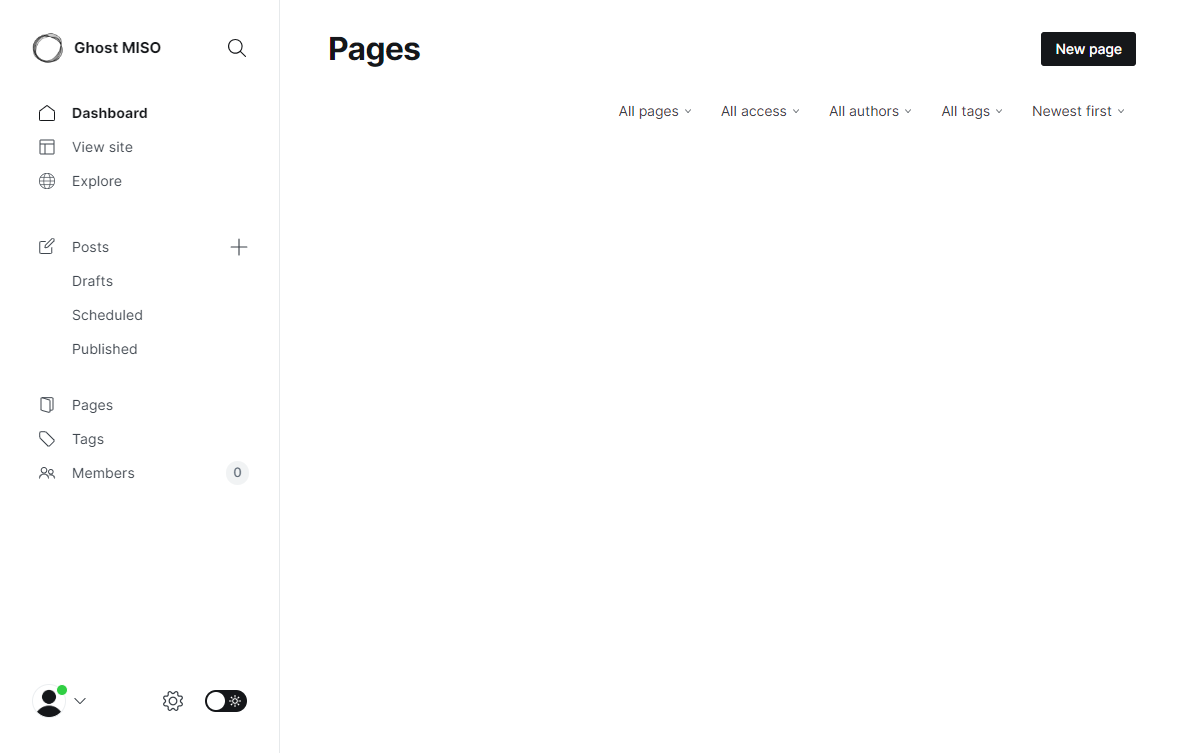 Ghost MISO
Dashboard
View site
Explore
Posts
Drafts
Scheduled
Published
Pages
Tags
Members 0
Pages
New page
All pages All access All authors All tags Newest first